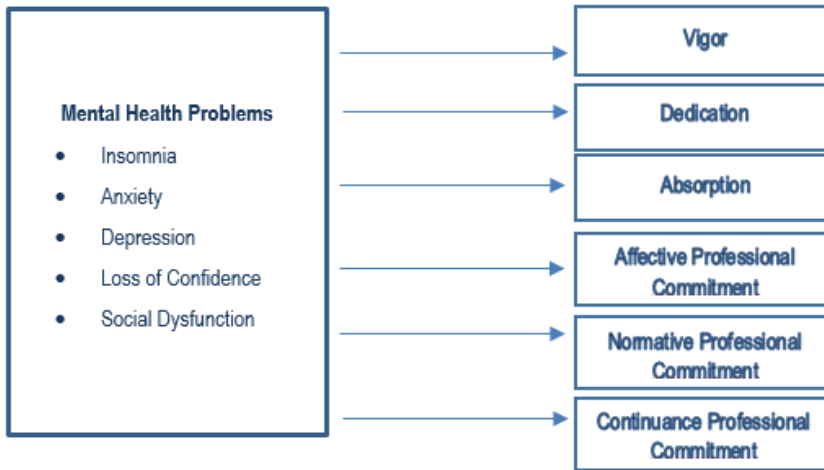 Mental Health Problems
• Insomnia
• Anxiety
• Depression
• Loss of Confidence
• Social Dysfunction
Vigor
Dedication
Absorption
Affective Professional
Commitment
Normative Professional
Commitment
Continuance Professional
Commitment